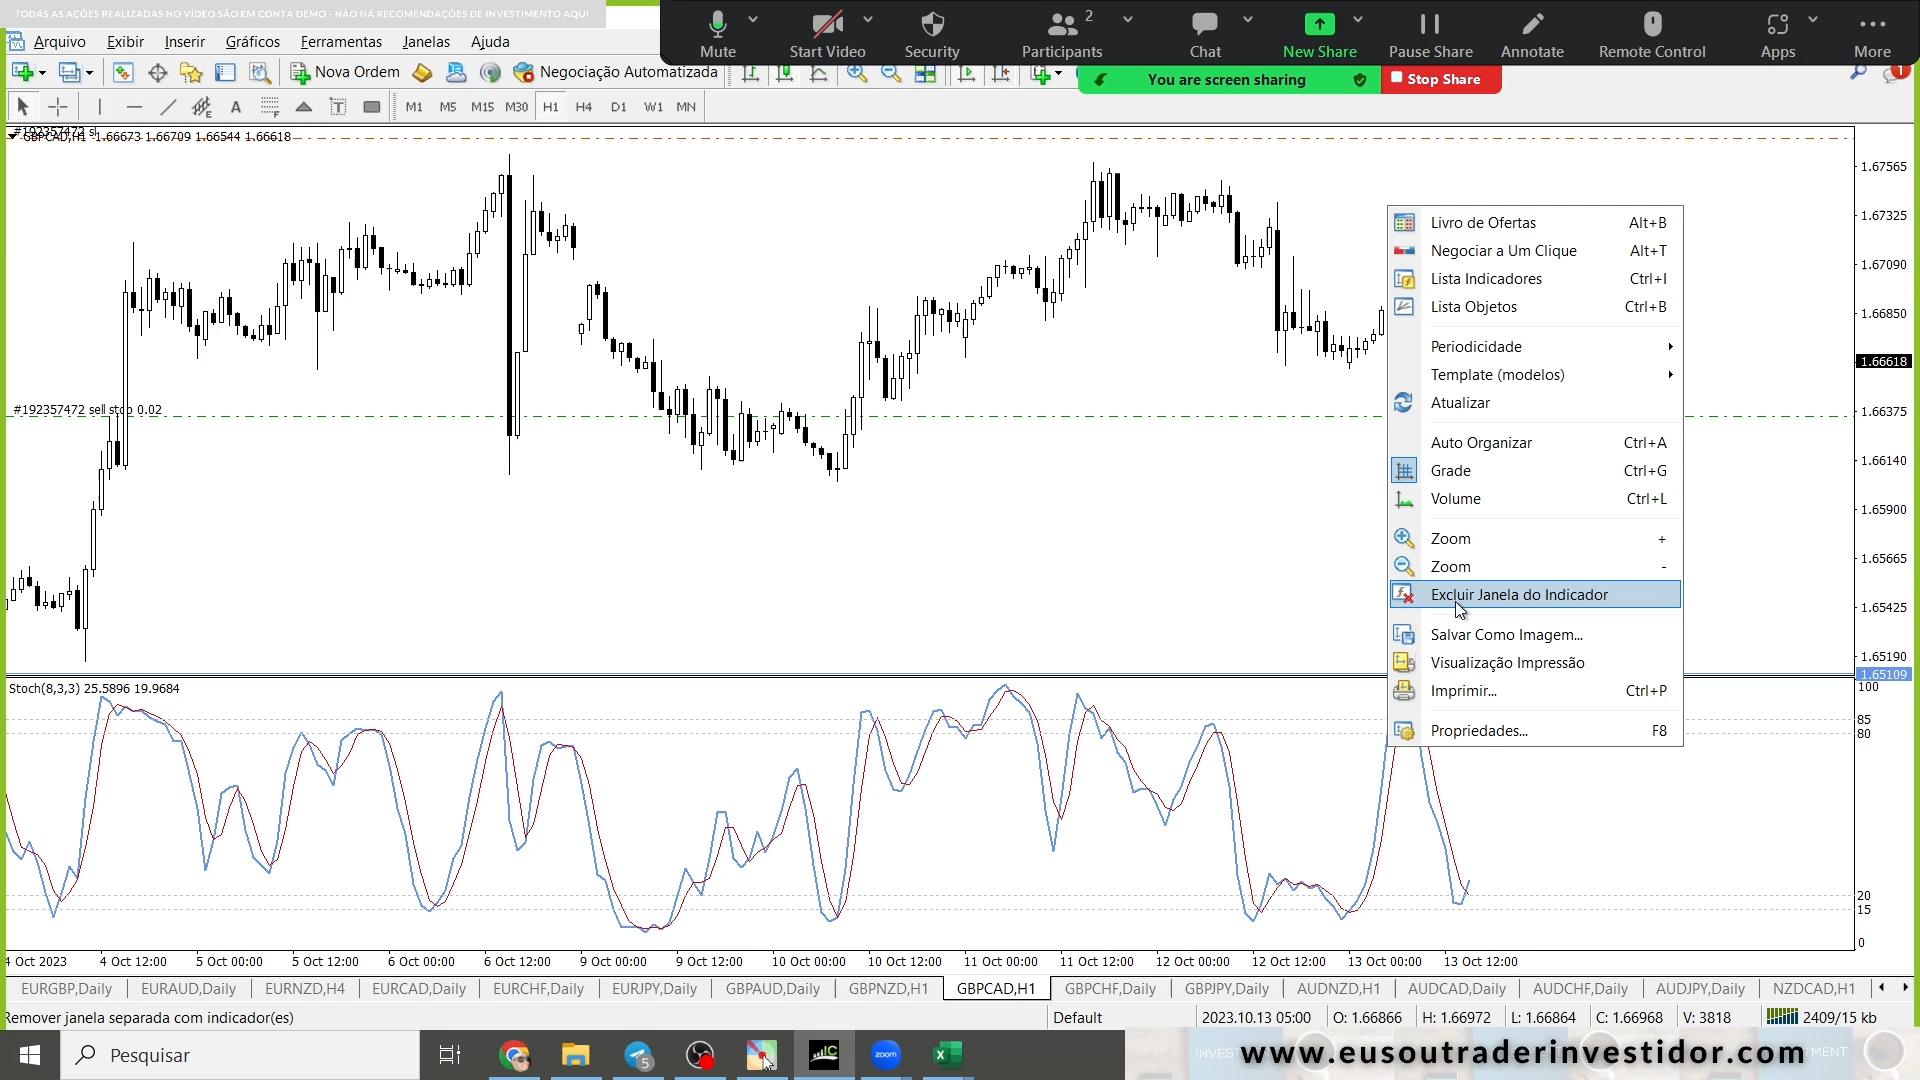 TODAS AS AÇÕES REALIZADAS NO VÍDEO SÃO EM CONTA DEMO - NÃO HÁ RECOMENDAÇÕES DE INVESTIMENTO AQUI
Mute
Start Video
Security
Participants
2
Chat
New Share
Pause Share
Annotate
Remote Control
Apps
More
You are screen sharing
Stop Share
Arquivo
Exibir
Inserir
Gráficos
Ferramentas
Janelas
Ajuda
Nova Ordem
Negociação Automatizada
1
A
E
F
T
M1
M5
M15
M30
H1
H4
D1
W1
MN
#192357472 sl
GBPCAD,H1 1.66673 1.66709 1.66544 1.66618
#192357472 sell stop 0.02
1.67565
1.67325
1.67090
1.66850
1.66618
1.66375
1.66140
1.65900
1.65665
1.65425
1.65190
1.65109
Livro de Ofertas Alt+B
Negociar a Um Clique Alt+T
Lista Indicadores Ctrl+I
Lista Objetos Ctrl+B
Periodicidade
Template (modelos)
Atualizar
Auto Organizar Ctrl+A
Grade Ctrl+G
Volume Ctrl+L
Zoom +
Zoom -
Excluir Janela do Indicador
Salvar Como Imagem...
Visualização Impressão
Imprimir... Ctrl+P
Propriedades... F8
Stoch(8,3,3) 25.5896 19.9684
100
85
80
20
15
0
4 Oct 2023
4 Oct 12:00
5 Oct 00:00
5 Oct 12:00
6 Oct 00:00
6 Oct 12:00
9 Oct 00:00
9 Oct 12:00
10 Oct 00:00
10 Oct 12:00
11 Oct 00:00
11 Oct 12:00
12 Oct 00:00
12 Oct 12:00
13 Oct 00:00
13 Oct 12:00
EURGBP,Daily
EURAUD,Daily
EURNZD,H4
EURCAD,Daily
EURCHF,Daily
EURJPY,Daily
GBPAUD,Daily
GBPNZD,H1
GBPCAD,H1
GBPCHF,Daily
GBPJPY,Daily
AUDNZD,H1
AUDCAD,Daily
AUDCHF,Daily
AUDJPY,Daily
NZDCAD,H1
Remover janela separada com indicador(es)
Default
2023.10.13 05:00
O: 1.66866
H: 1.66972
L: 1.66864
C: 1.66968
V: 3818
2409/15 kb
Pesquisar
5
IC
zoom
www.eusoutraderinvestidor.com